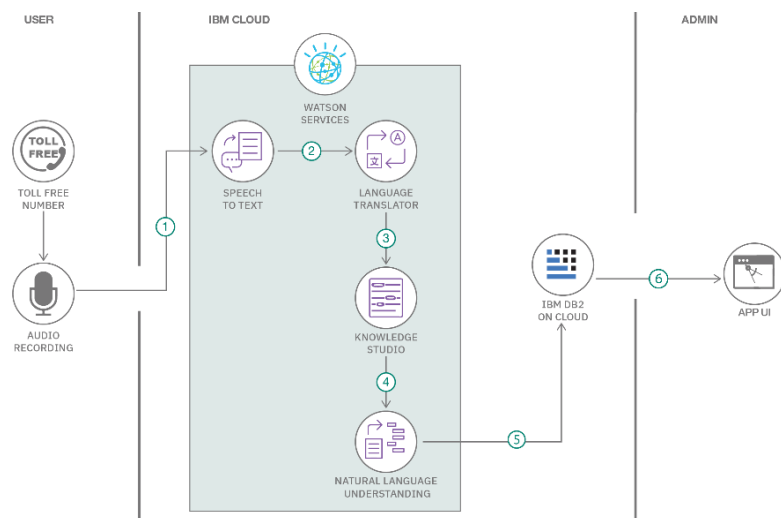 USER
IBM CLOUD
ADMIN
WATSON
SERVICES
TOLL
FREE
TOLL FREE
NUMBER
1
SPEECH
TO TEXT
2
A
文
LANGUAGE
TRANSLATOR
3
AUDIO
RECORDING
KNOWLEDGE
STUDIO
4
NATURAL LANGUAGE
UNDERSTANDING
5
IBM DB2
ON CLOUD
6
APP UI